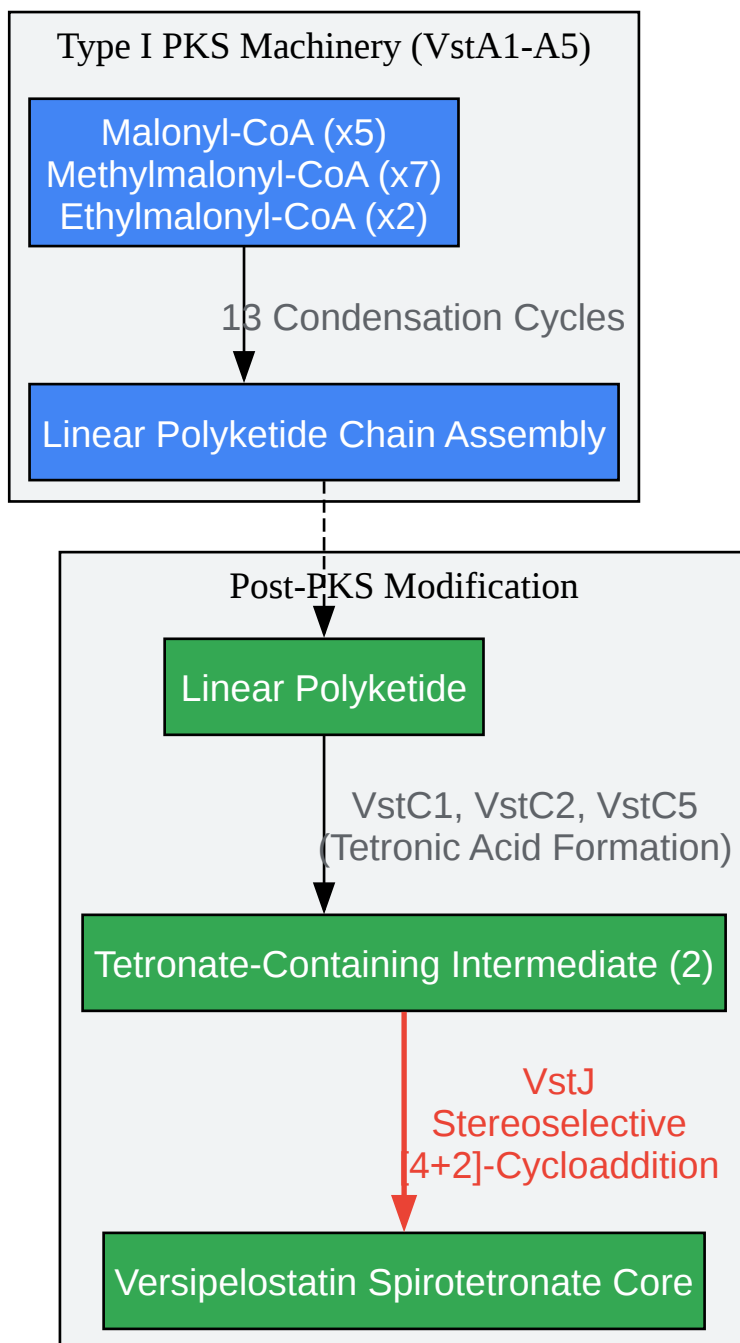 Type I PKS Machinery (VstA1-A5)
Malonyl-CoA (x5)
Methylmalonyl-CoA (x7)
Ethylmalonyl-CoA (x2)
13 Condensation Cycles
Linear Polyketide Chain Assembly
Post-PKS Modification
Linear Polyketide
VstC1, VstC2, VstC5
(Tetronic Acid Formation)
Tetronate-Containing Intermediate (2)
VstJ
Stereoselective
[4+2]-Cycloaddition
Versipelostatin Spirotetronate Core